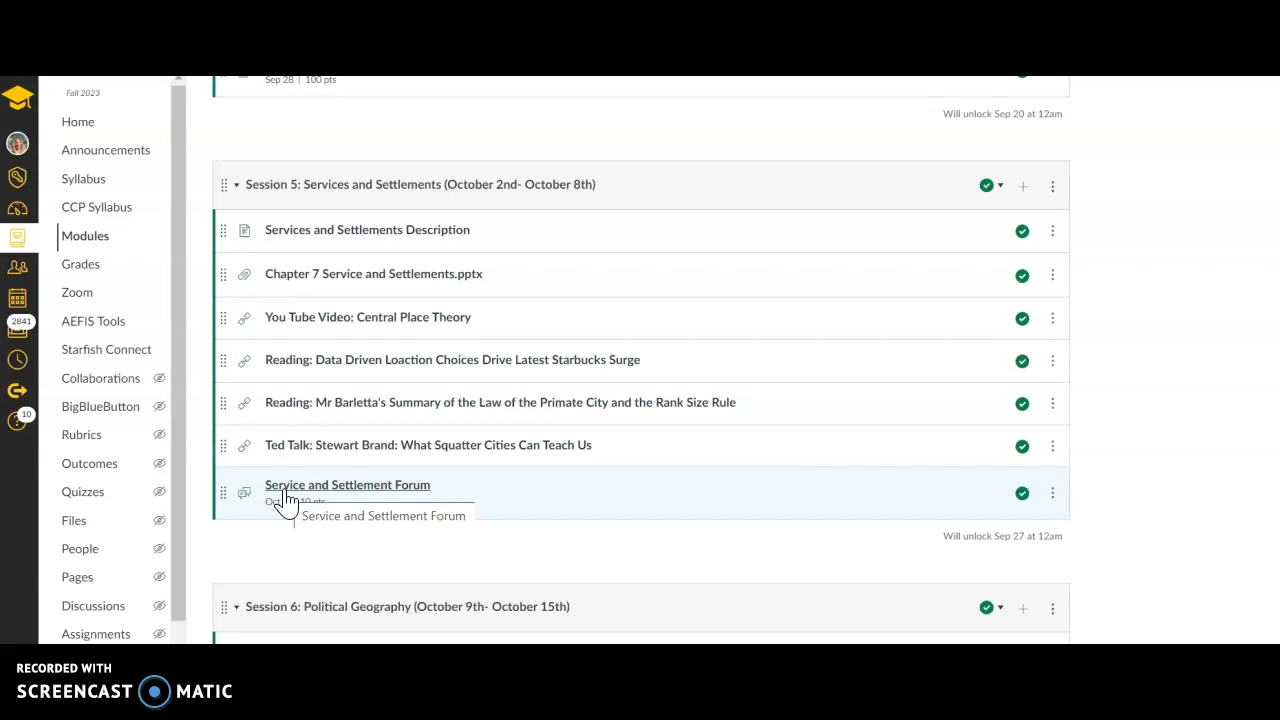 Fall 2023
Home
Announcements
Syllabus
CCP Syllabus
Modules
Grades
Zoom
AEFIS Tools
Starfish Connect
Collaborations
BigBlueButton
Rubrics
Outcomes
Quizzes
Files
People
Pages
Discussions
Assignments
2841
10
Sep 28 | 100 pts
Will unlock Sep 20 at 12am
Session 5: Services and Settlements (October 2nd- October 8th)
Services and Settlements Description
Chapter 7 Service and Settlements.pptx
You Tube Video: Central Place Theory
Reading: Data Driven Loaction Choices Drive Latest Starbucks Surge
Reading: Mr Barletta's Summary of the Law of the Primate City and the Rank Size Rule
Ted Talk: Stewart Brand: What Squatter Cities Can Teach Us
Service and Settlement Forum
Oct 10 pts
Service and Settlement Forum
Will unlock Sep 27 at 12am
Session 6: Political Geography (October 9th- October 15th)
RECORDED WITH
SCREENCAST MATIC